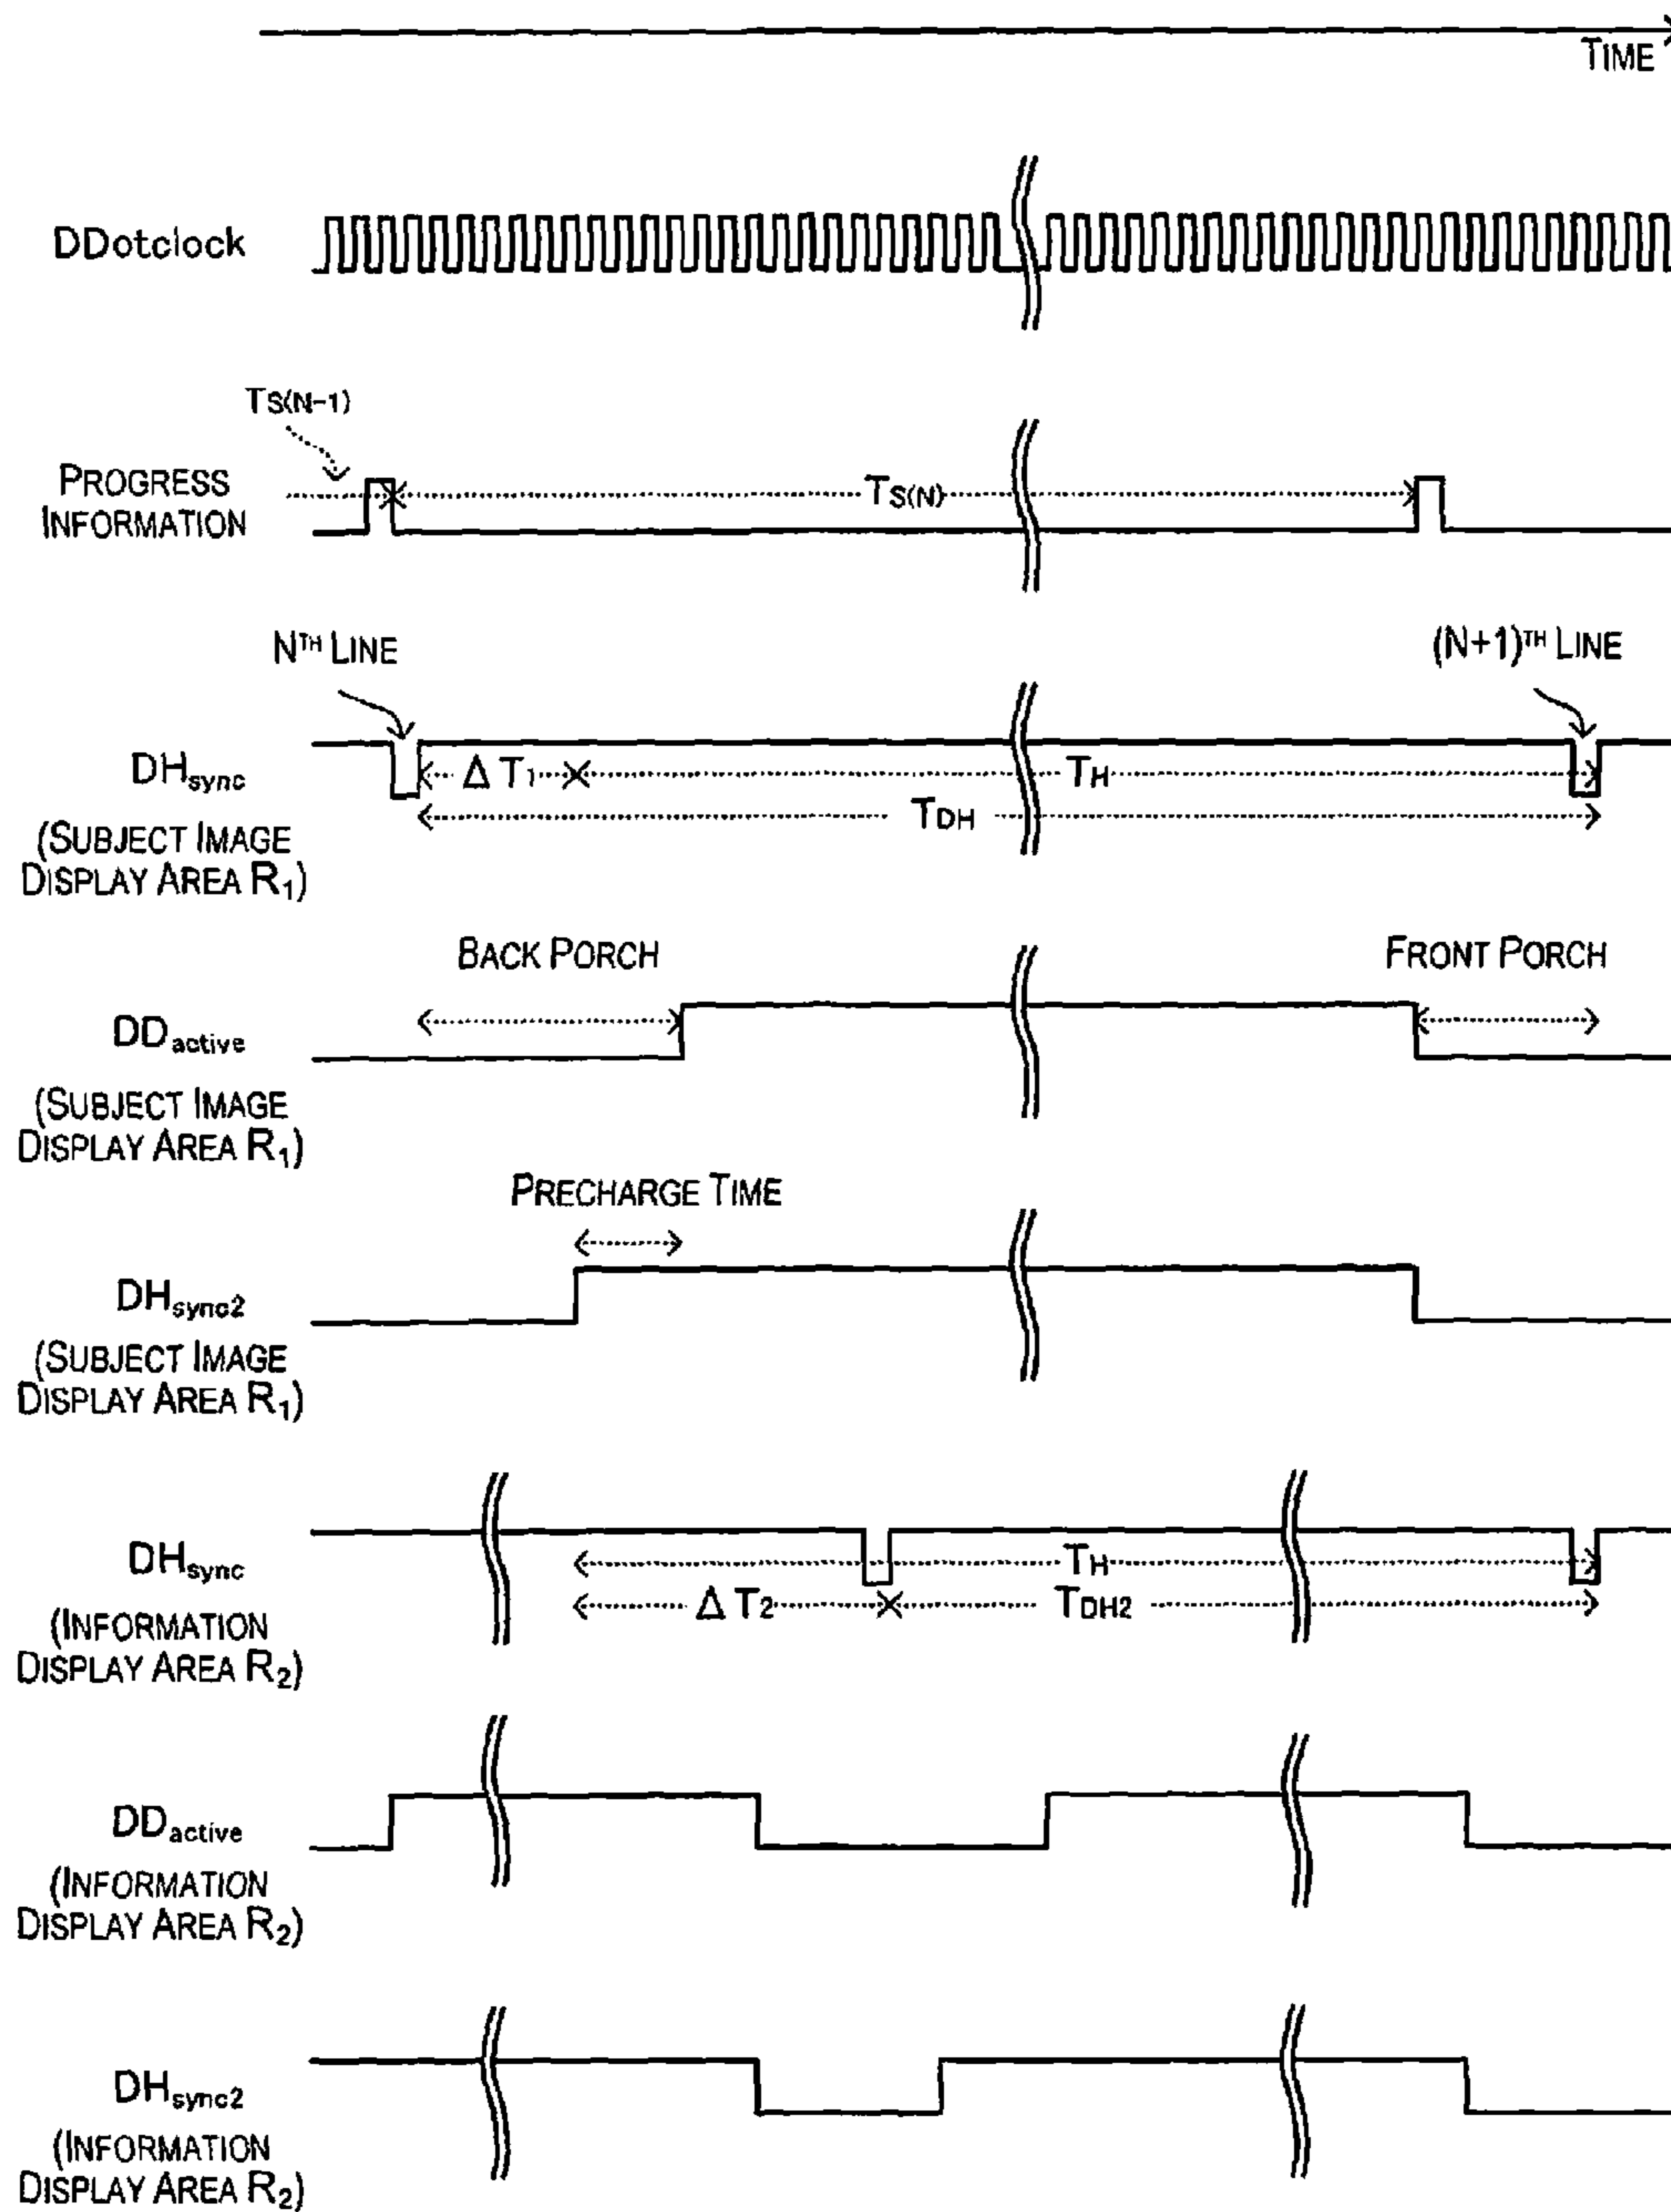 TIME
DDotclock
TS(N-1)
PROGRESS
INFORMATION
TS(N)
NTH LINE
(N+1)TH LINE
DHsync
ΔT1
TH
TDH
(SUBJECT IMAGE
DISPLAY AREA R1)
BACK PORCH
FRONT PORCH
DDactive
(SUBJECT IMAGE
DISPLAY AREA R1)
PRECHARGE TIME
DHsync2
(SUBJECT IMAGE
DISPLAY AREA R1)
DHsync
TH
ΔT2
TDH2
(INFORMATION
DISPLAY AREA R2)
DDactive
(INFORMATION
DISPLAY AREA R2)
DHsync2
(INFORMATION
DISPLAY AREA R2)